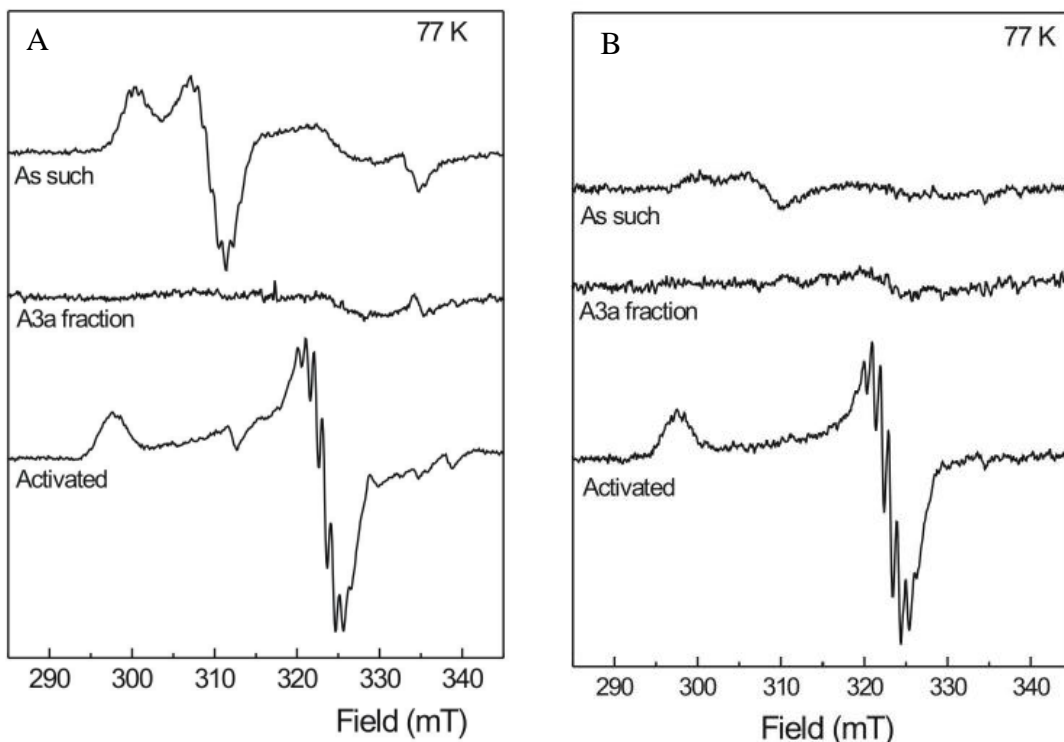 A
77 K
As such
A3a fraction
Activated
290 300 310 320 330 340
Field (mT)
B
77 K
As such
A3a fraction
Activated
290 300 310 320 330 340
Field (mT)